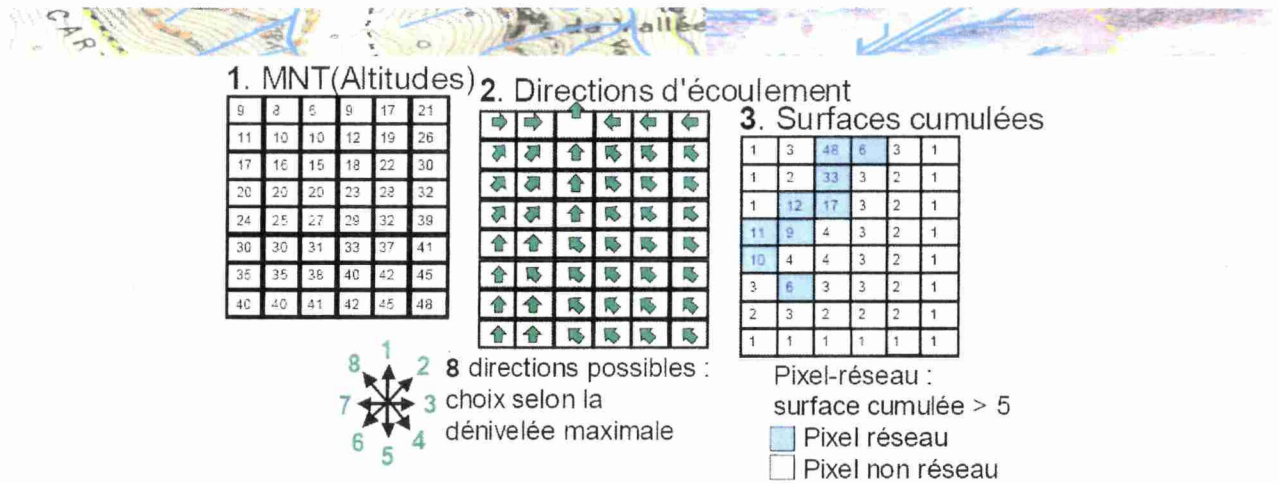 CAR
la Vallée
1. MNT(Altitudes)
9 8 5 9 17 21
11 10 10 12 19 26
17 16 15 18 22 30
20 20 20 23 28 32
24 25 27 29 32 39
30 30 31 33 37 41
35 35 38 40 42 45
40 40 41 42 45 48
2. Directions d'écoulement
3. Surfaces cumulées
1 3 48 6 3 1
1 2 33 3 2 1
1 12 17 3 2 1
11 9 4 3 2 1
10 4 4 3 2 1
3 6 3 3 2 1
2 3 2 2 2 1
1 1 1 1 1 1
1
2
3
4
5
6
7
8
8 directions possibles :
choix selon la
dénivelée maximale
Pixel-réseau :
surface cumulée > 5
Pixel réseau
Pixel non réseau